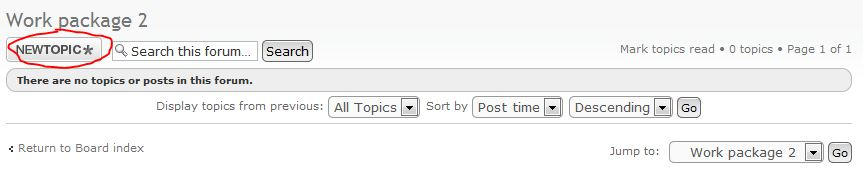 Work package 2
NEWTOPIC* Search this forum... Search Mark topics read • 0 topics • Page 1 of 1
There are no topics or posts in this forum.
Display topics from previous: All Topics Sort by Post time Descending Go
Return to Board index Jump to: Work package 2 Go